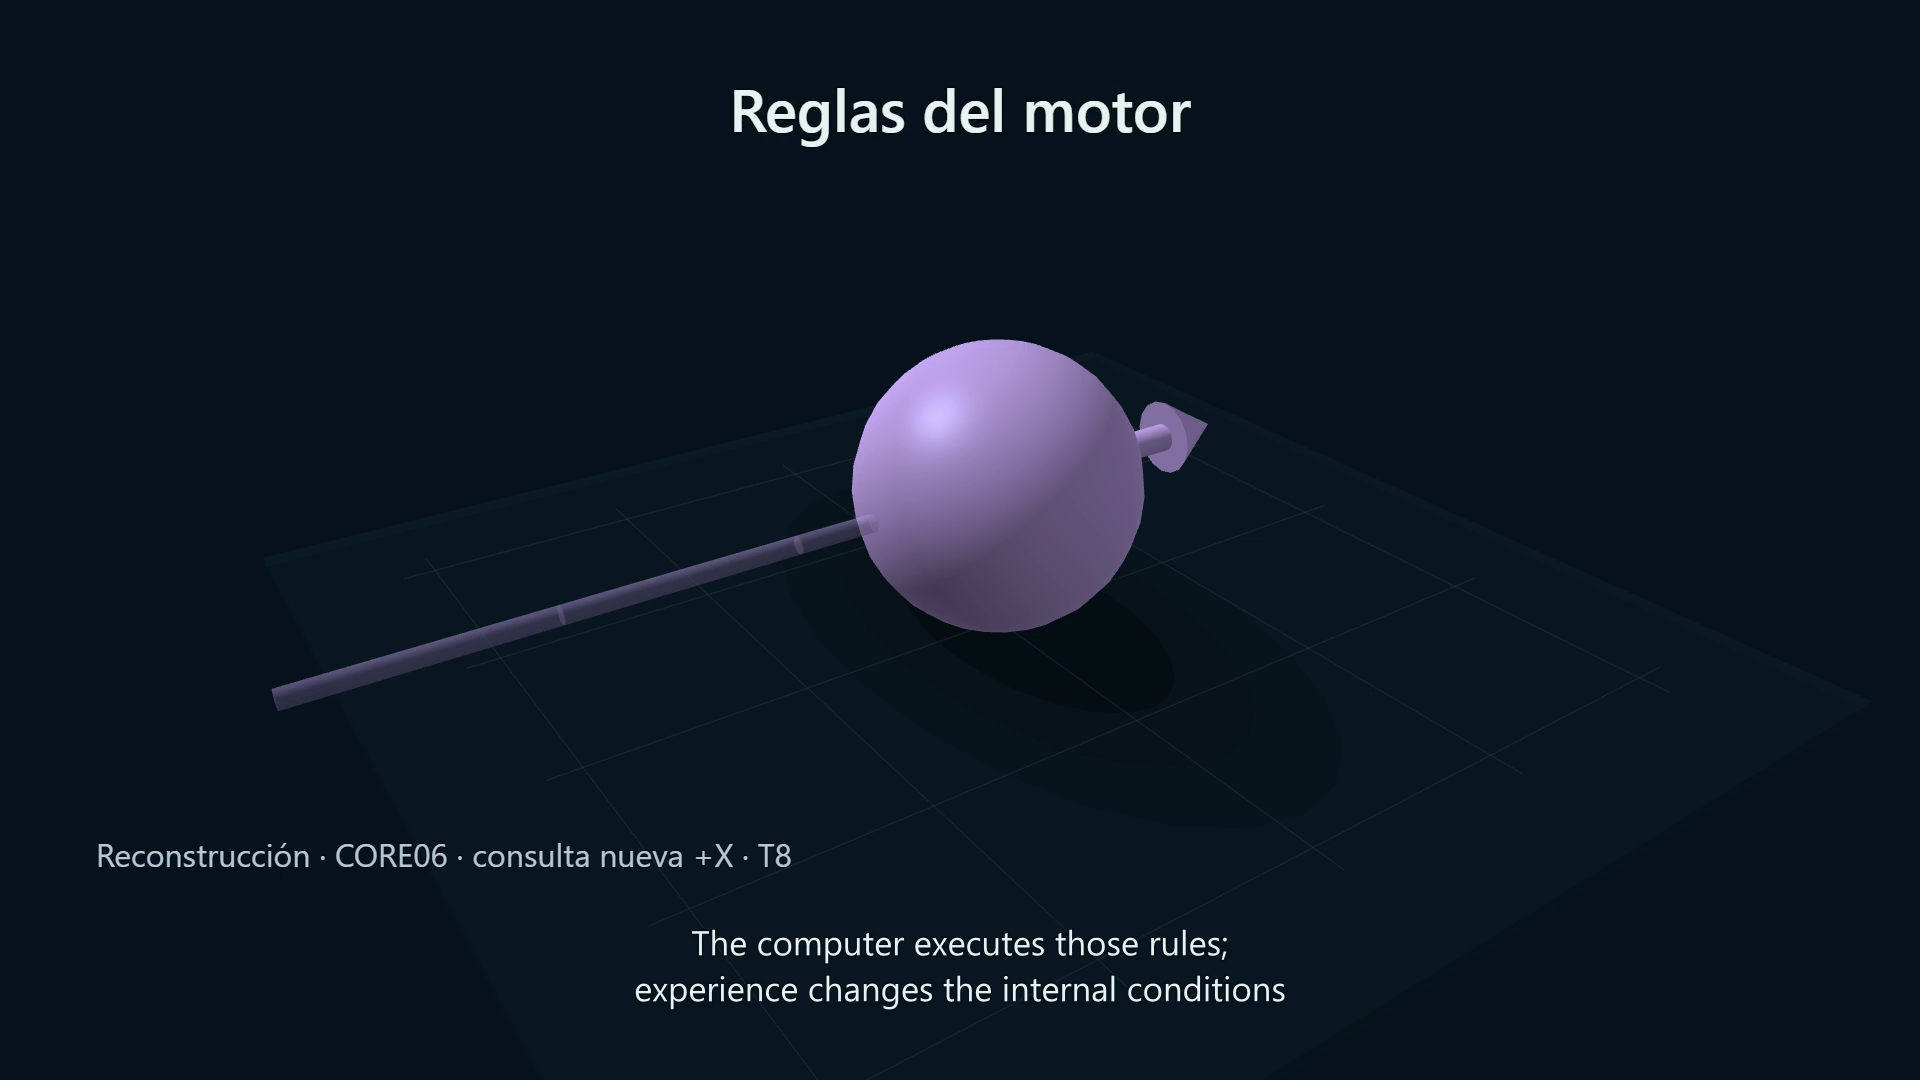 Reglas del motor
Reconstrucción · CORE06 · consulta nueva +X · T8
The computer executes those rules;
experience changes the internal conditions